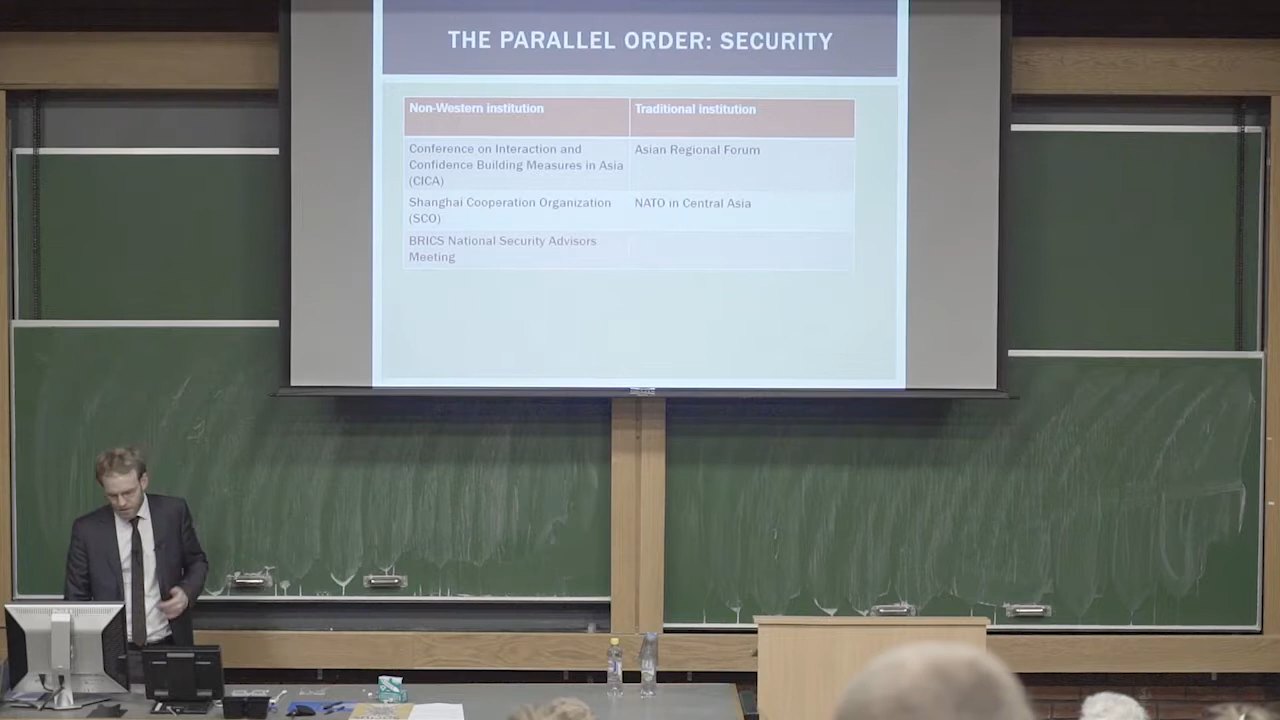 THE PARALLEL ORDER: SECURITY
Non-Western institution
Traditional institution
Conference on Interaction and
Confidence Building Measures in Asia
(CICA)
Asian Regional Forum
Shanghai Cooperation Organization
(SCO)
NATO in Central Asia
BRICS National Security Advisors
Meeting